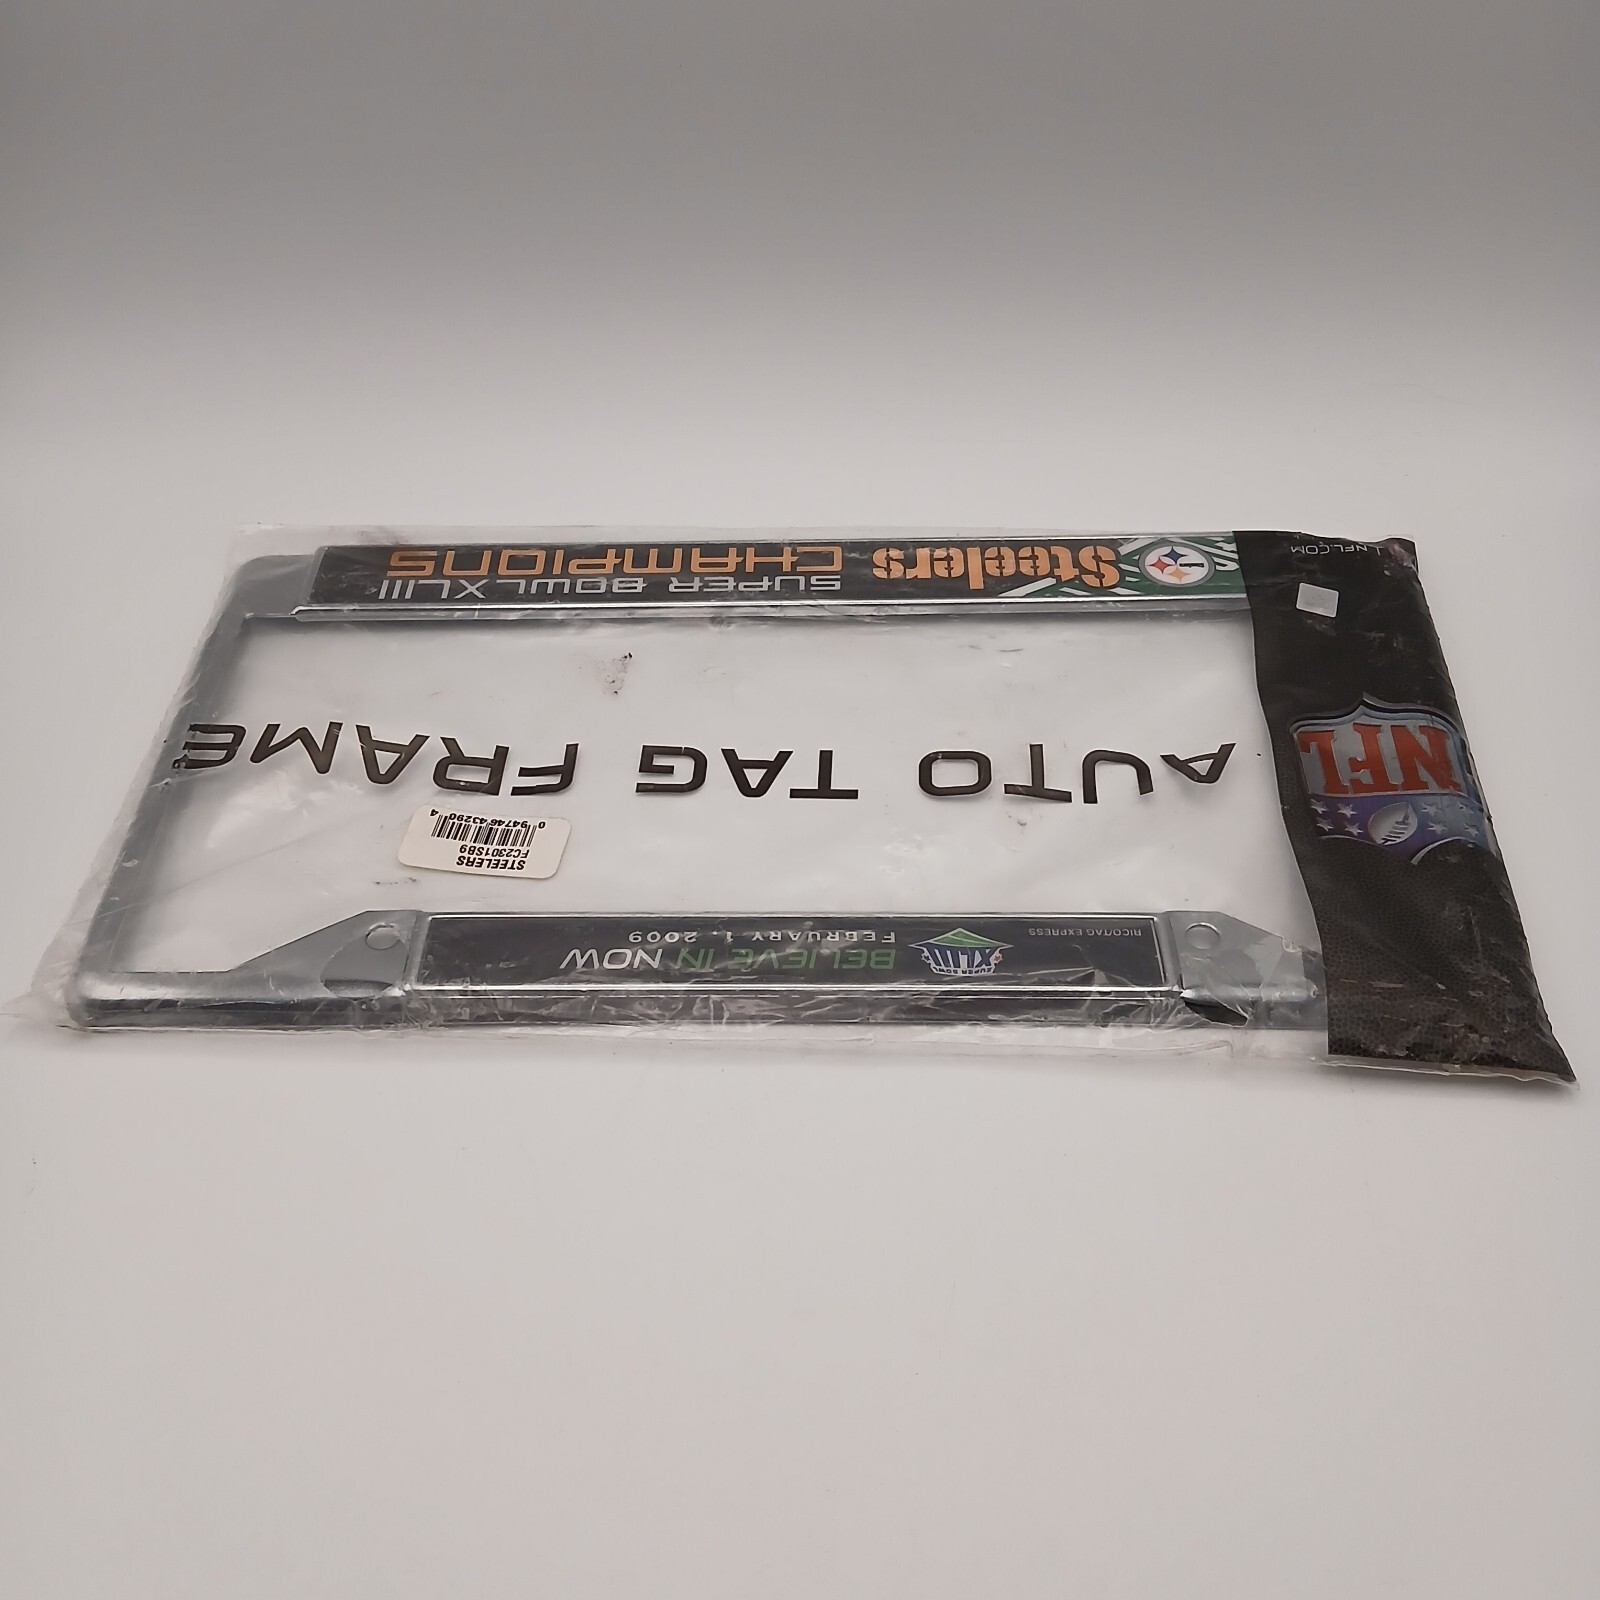 RICO/TAG EXPRESS
SUPER BOWL
XLIII
BELIEVE IN NOW
FEBRUARY 1, 2009
STEELERS
FC2301SB9
0 94746 43290 4
AUTO TAG FRAME
NFL
Steelers
SUPER BOWL XLIII
CHAMPIONS
NFL.COM